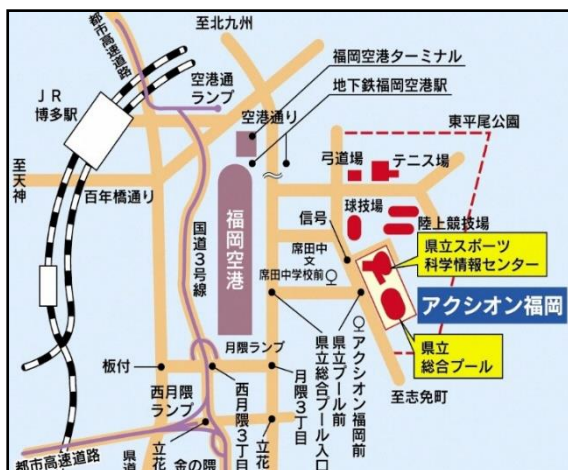 都市高速道路
至北九州
福岡空港ターミナル
地下鉄福岡空港駅
空港通
ランプ
空港通り
JR
博多駅
東平尾公園
弓道場
テニス場
至天神
百年橋通り
国道3号線
福岡空港
信号
球技場
陸上競技場
席田中
文
席田中学校前
県立スポーツ
科学情報センター
アクシオン福岡
県立
総合プール
月隈ランプ
板付
西月隈
ランプ
西月隈3丁目
月隈3丁目
県立総合プール入口
県立プール前
アクシオン福岡前
至志免町
都市高速道路
県道
立花
金の隈
立花